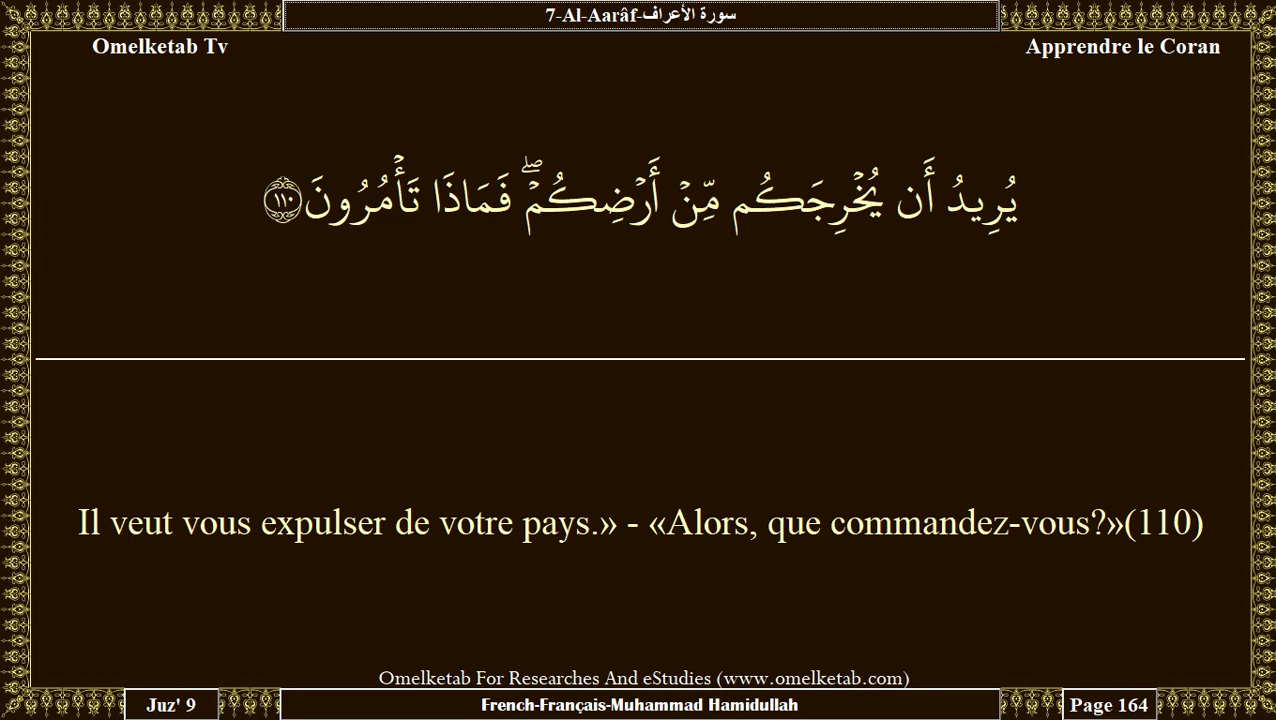 7-Al-Aarâf-سورة الأعراف
Omelketab Tv
Apprendre le Coran
يُرِيدُ أَن يُخۡرِجَكُم مِّنۡ أَرۡضِكُمۡۖ فَمَاذَا تَأۡمُرُونَ ١١٠
Il veut vous expulser de votre pays.» - «Alors, que commandez-vous?»(110)
Omelketab For Researches And eStudies (www.omelketab.com)
Juz' 9
French-Français-Muhammad Hamidullah
Page 164